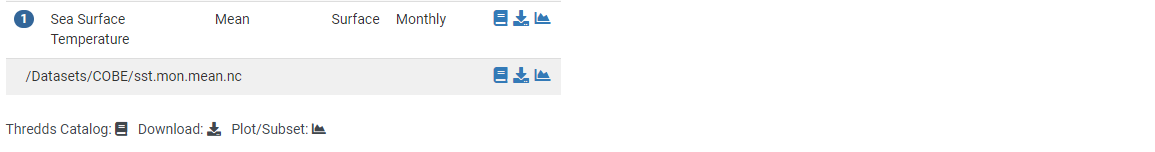 1 Sea Surface Mean Surface Monthly
Temperature
/Datasets/COBE/sst.mon.mean.nc
Thredds Catalog: Download: Plot/Subset: